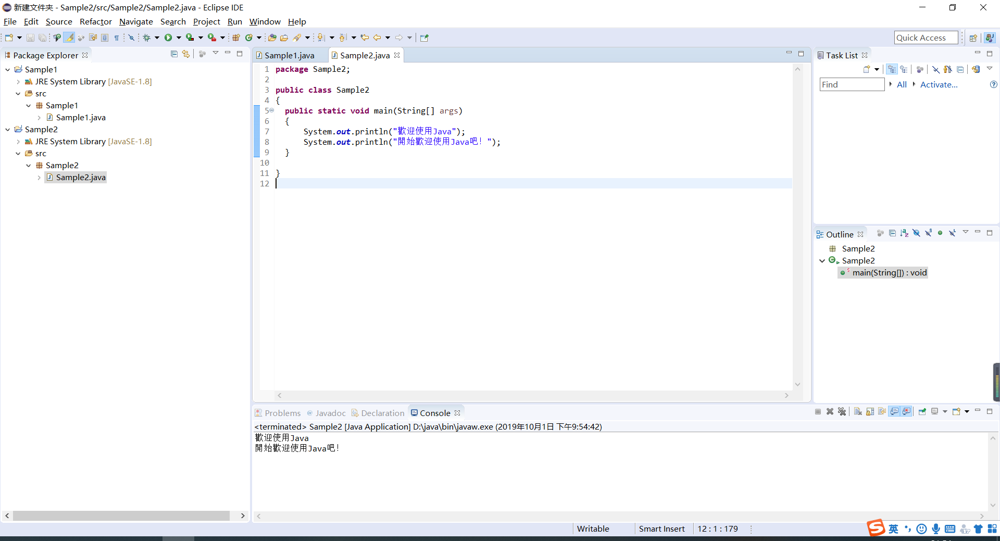 新建文件夹 - Sample2/src/Sample2/Sample2.java - Eclipse IDE
File Edit Source Refactor Navigate Search Project Run Window Help
Quick Access
Package Explorer
Sample1
JRE System Library [JavaSE-1.8]
src
Sample1
Sample1.java
Sample2
JRE System Library [JavaSE-1.8]
src
Sample2
Sample2.java
Sample1.java Sample2.java
1 package Sample2;
2
3 public class Sample2
4 {
5 public static void main(String[] args)
6 {
7 System.out.println("歡迎使用Java");
8 System.out.println("開始歡迎使用Java吧！");
9 }
10
11 }
12
Task List
Find All Activate...
Outline
Sample2
Sample2
main(String[]) : void
Problems @ Javadoc Declaration Console
<terminated> Sample2 [Java Application] D:\java\bin\javaw.exe (2019年10月1日 下午9:54:42)
歡迎使用Java
開始歡迎使用Java吧！
Writable Smart Insert 12 : 1 : 179
英